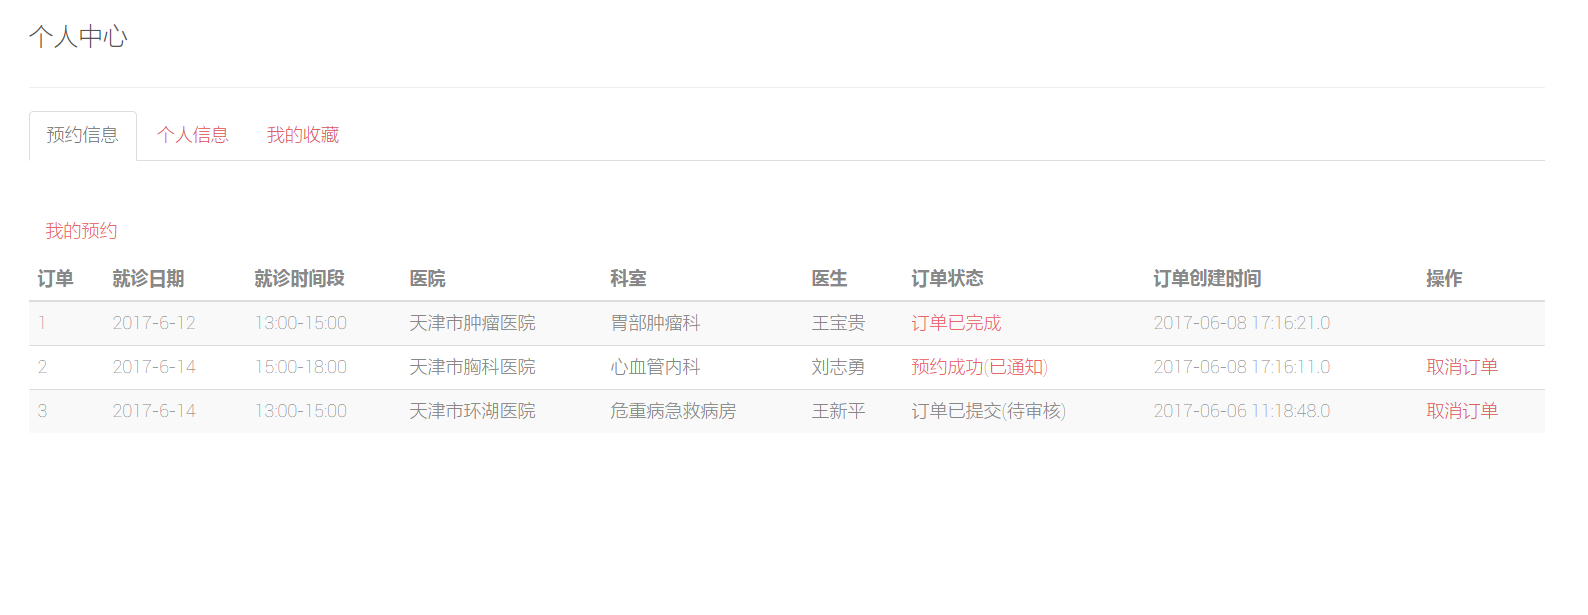 个人中心
预约信息 个人信息 我的收藏
我的预约
订单 就诊日期 就诊时间段 医院 科室 医生 订单状态 订单创建时间 操作
1 2017-6-12 13:00-15:00 天津市肿瘤医院 胃部肿瘤科 王宝贵 订单已完成 2017-06-08 17:16:21.0
2 2017-6-14 15:00-18:00 天津市胸科医院 心血管内科 刘志勇 预约成功(已通知) 2017-06-08 17:16:11.0 取消订单
3 2017-6-14 13:00-15:00 天津市环湖医院 危重病急救病房 王新平 订单已提交(待审核) 2017-06-06 11:18:48.0 取消订单